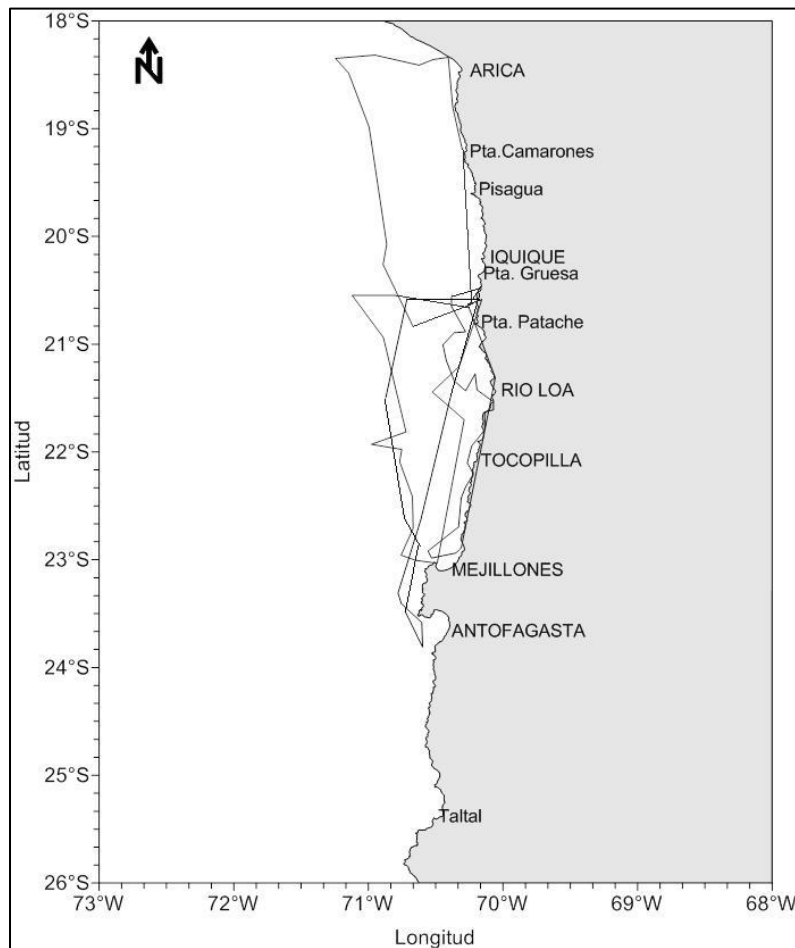 18°S
N
ARICA
19°S
Pta.Camarones
Pisagua
20°S
IQUIQUE
Pta. Gruesa
Pta. Patache
21°S
RIO LOA
Latitud
22°S
TOCOPILLA
23°S
MEJILLONES
ANTOFAGASTA
24°S
25°S
Taltal
26°S
73°W 72°W 71°W 70°W 69°W 68°W
Longitud